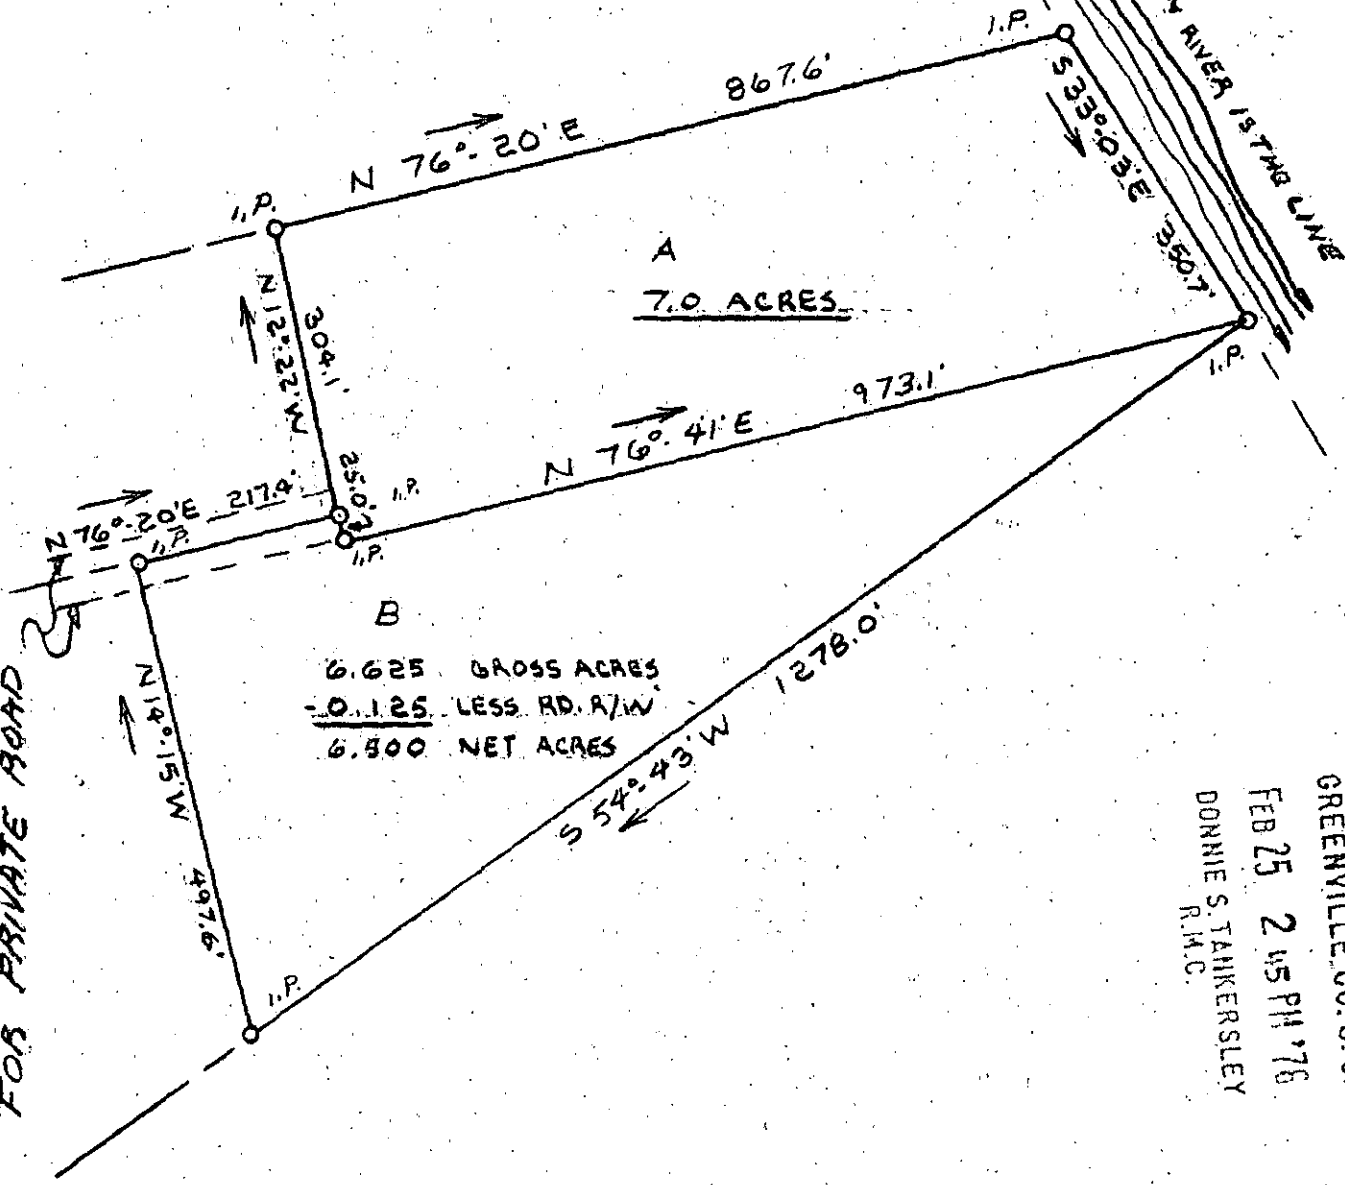 RIVER IS THE LINE
I.P.
867.6'
N 76°-20' E
S 33°-03' E 350.7'
I.P.
A
7.0 ACRES
304.1'
N 12°-22' W
973.1'
N 76°-41' E
I.P.
25.0'
I.P.
N 76°-20' E 217.4'
I.P.
I.P.
B
6.625 GROSS ACRES
-0.125 LESS RD. R/W
6.500 NET ACRES
1278.0'
S 54°-43' W
N 14°-15' W
497.6'
I.P.
FOR PRIVATE ROAD
GREENVILLE CO. S.C.
FEB 25 2 45 PM '76
DONNIE S. TANKERSLEY
R.M.C.